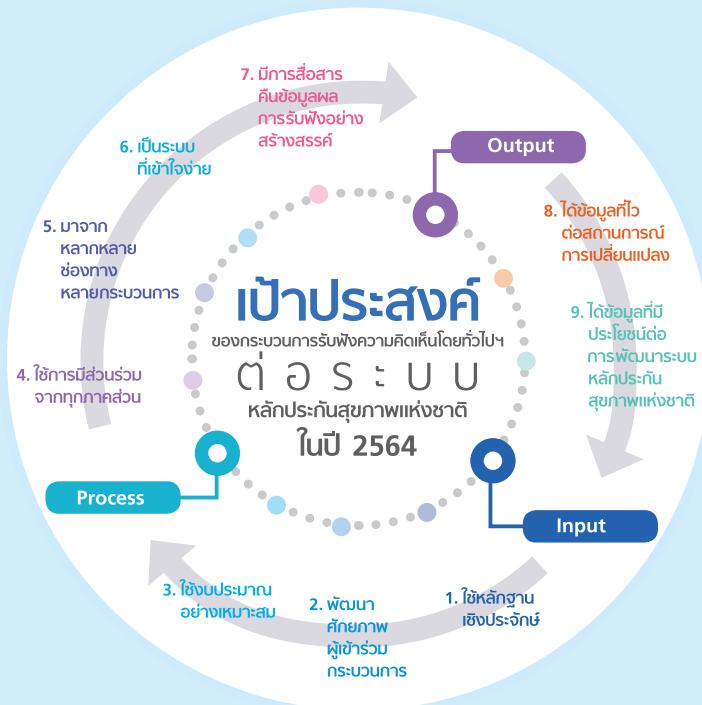 เป้าประสงค์
ของกระบวนการรับฟังความคิดเห็นโดยทั่วไปฯ
ต่อระบบ
หลักประกันสุขภาพแห่งชาติ
ในปี 2564
Input
1. ใช้หลักฐาน
เชิงประจักษ์
2. พัฒนา
ศักยภาพ
ผู้เข้าร่วม
กระบวนการ
3. ใช้งบประมาณ
อย่างเหมาะสม
Process
4. ใช้การมีส่วนร่วม
จากทุกภาคส่วน
5. มาจาก
หลากหลาย
ช่องทาง
หลายกระบวนการ
6. เป็นระบบ
ที่เข้าใจง่าย
7. มีการสื่อสาร
คืนข้อมูลผล
การรับฟังอย่าง
สร้างสรรค์
Output
8. ได้ข้อมูลที่ไว
ต่อสถานการณ์
การเปลี่ยนแปลง
9. ได้ข้อมูลที่มี
ประโยชน์ต่อ
การพัฒนาระบบ
หลักประกัน
สุขภาพแห่งชาติ